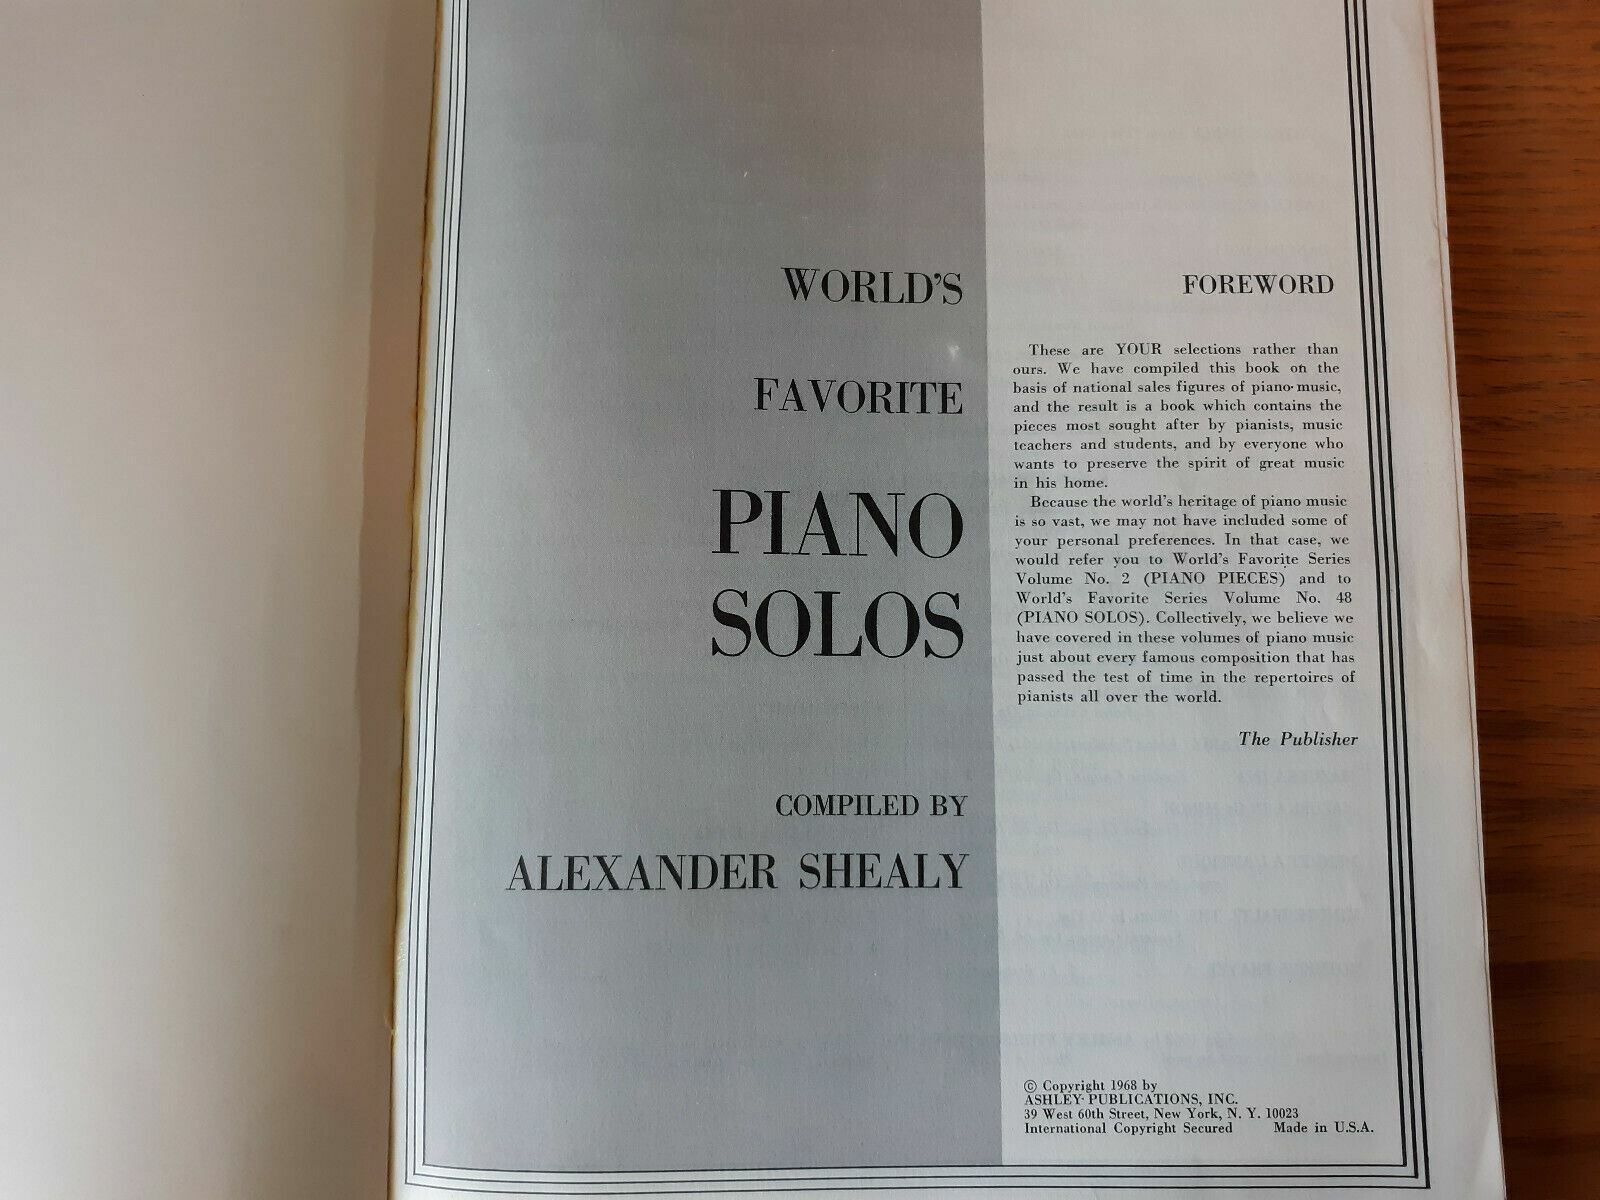 WORLD'S
FAVORITE
PIANO
SOLOS
COMPILED BY
ALEXANDER SHEALY
FOREWORD
These are YOUR selections rather than
ours. We have compiled this book on the
basis of national sales figures of piano music,
and the result is a book which contains the
pieces most sought after by pianists, music
teachers and students, and by everyone who
wants to preserve the spirit of great music
in his home.
Because the world's heritage of piano music
is so vast, we may not have included some of
your personal preferences. In that case, we
would refer you to World's Favorite Series
Volume No. 2 (PIANO PIECES) and to
World's Favorite Series Volume No. 48
(PIANO SOLOS). Collectively, we believe we
have covered in these volumes of piano music
just about every famous composition that has
passed the test of time in the repertoires of
pianists all over the world.
The Publisher
© Copyright 1968 by
ASHLEY PUBLICATIONS, INC.
39 West 60th Street, New York, N. Y. 10023
International Copyright Secured Made in U.S.A.